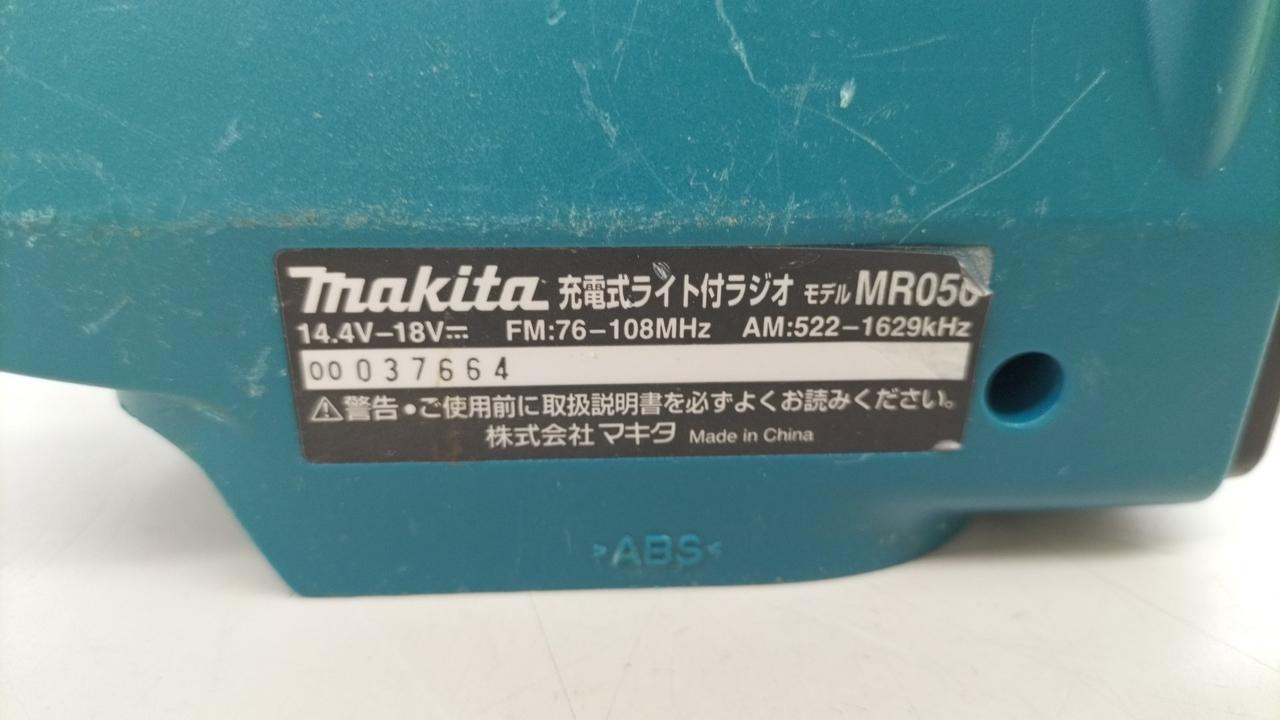 makita 充電式ライト付ラジオ モデル MR050
14.4V–18V⎓ FM:76–108MHz AM:522–1629kHz
00 037664
⚠警告●ご使用前に取扱説明書を必ずよくお読みください。
株式会社マキタ Made in China
>ABS<